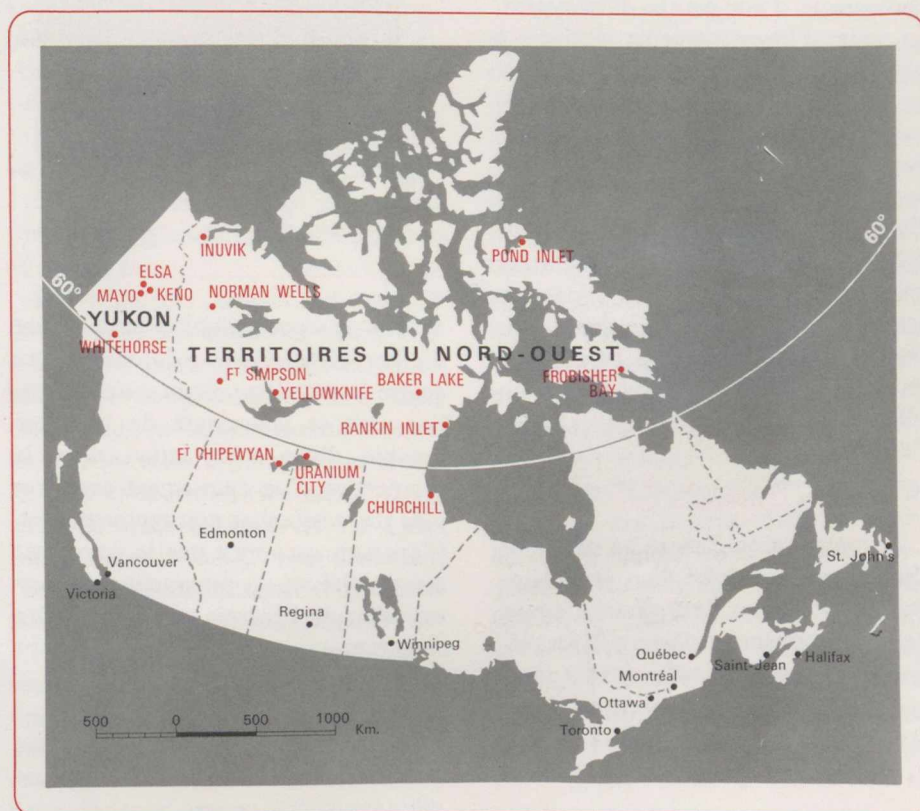 60°
INUVIK
POND INLET
ELSA
MAYO
KENO
NORMAN WELLS
60°
YUKON
WHITEHORSE
TERRITOIRES DU NORD-OUEST
Fᵀ SIMPSON
YELLOWKNIFE
BAKER LAKE
FROBISHER
BAY
RANKIN INLET
Fᵀ CHIPEWYAN
URANIUM
CITY
CHURCHILL
Edmonton
Vancouver
Victoria
St. John's
Regina
Winnipeg
Québec
Saint-Jean
Halifax
Montréal
Ottawa
Toronto
500 0 500 1000
Km.